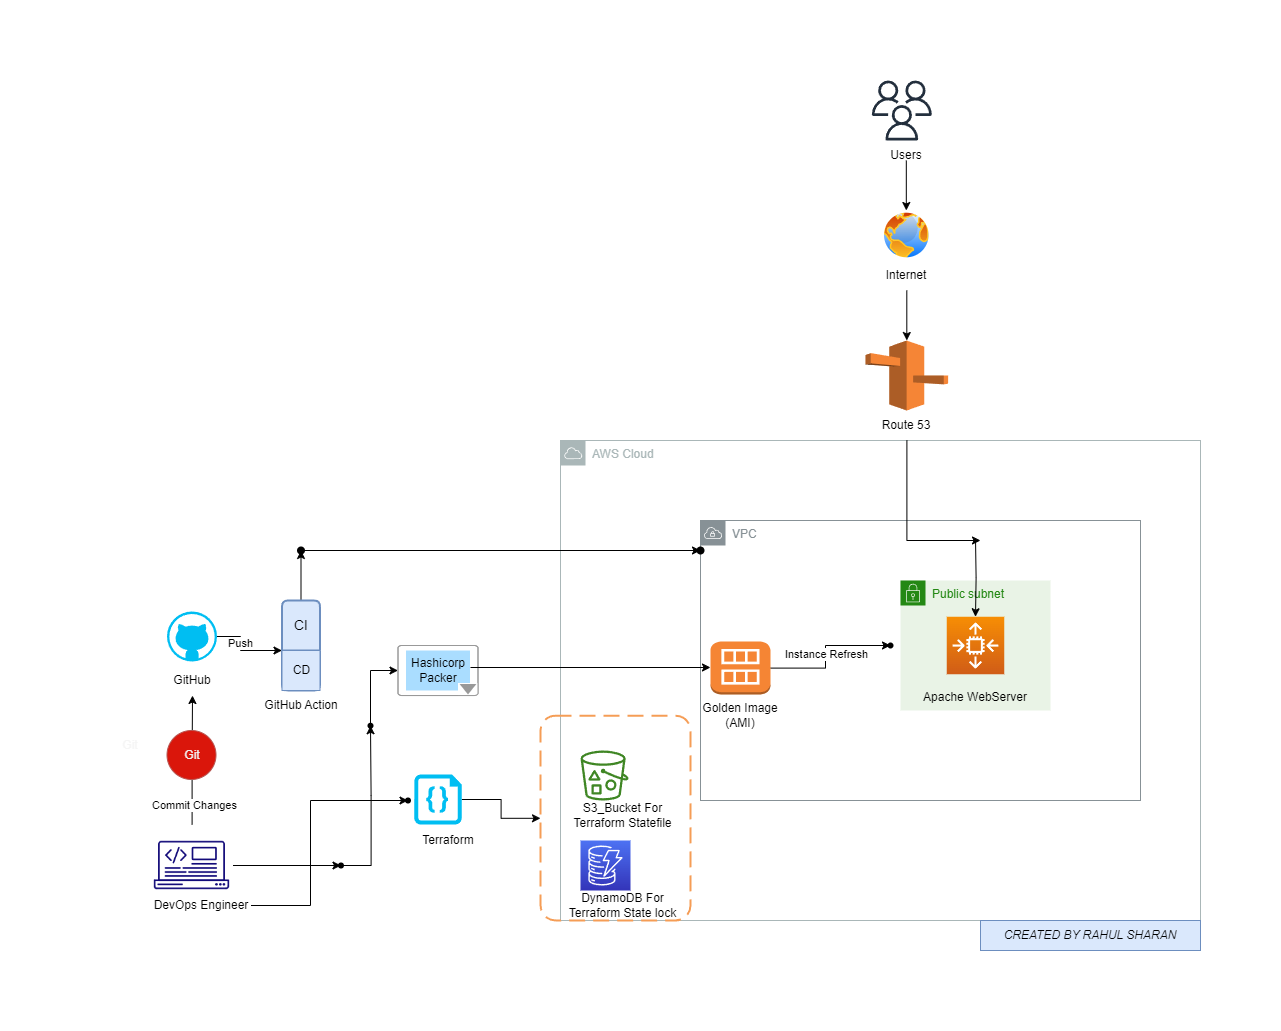 Users
Internet
Route 53
AWS Cloud
VPC
Public subnet
Apache WebServer
Instance Refresh
Golden Image
(AMI)
CI
CD
GitHub Action
Push
GitHub
Git
Git
Commit Changes
DevOps Engineer
Hashicorp
Packer
Terraform
S3_Bucket For
Terraform Statefile
DynamoDB For
Terraform State lock
CREATED BY RAHUL SHARAN